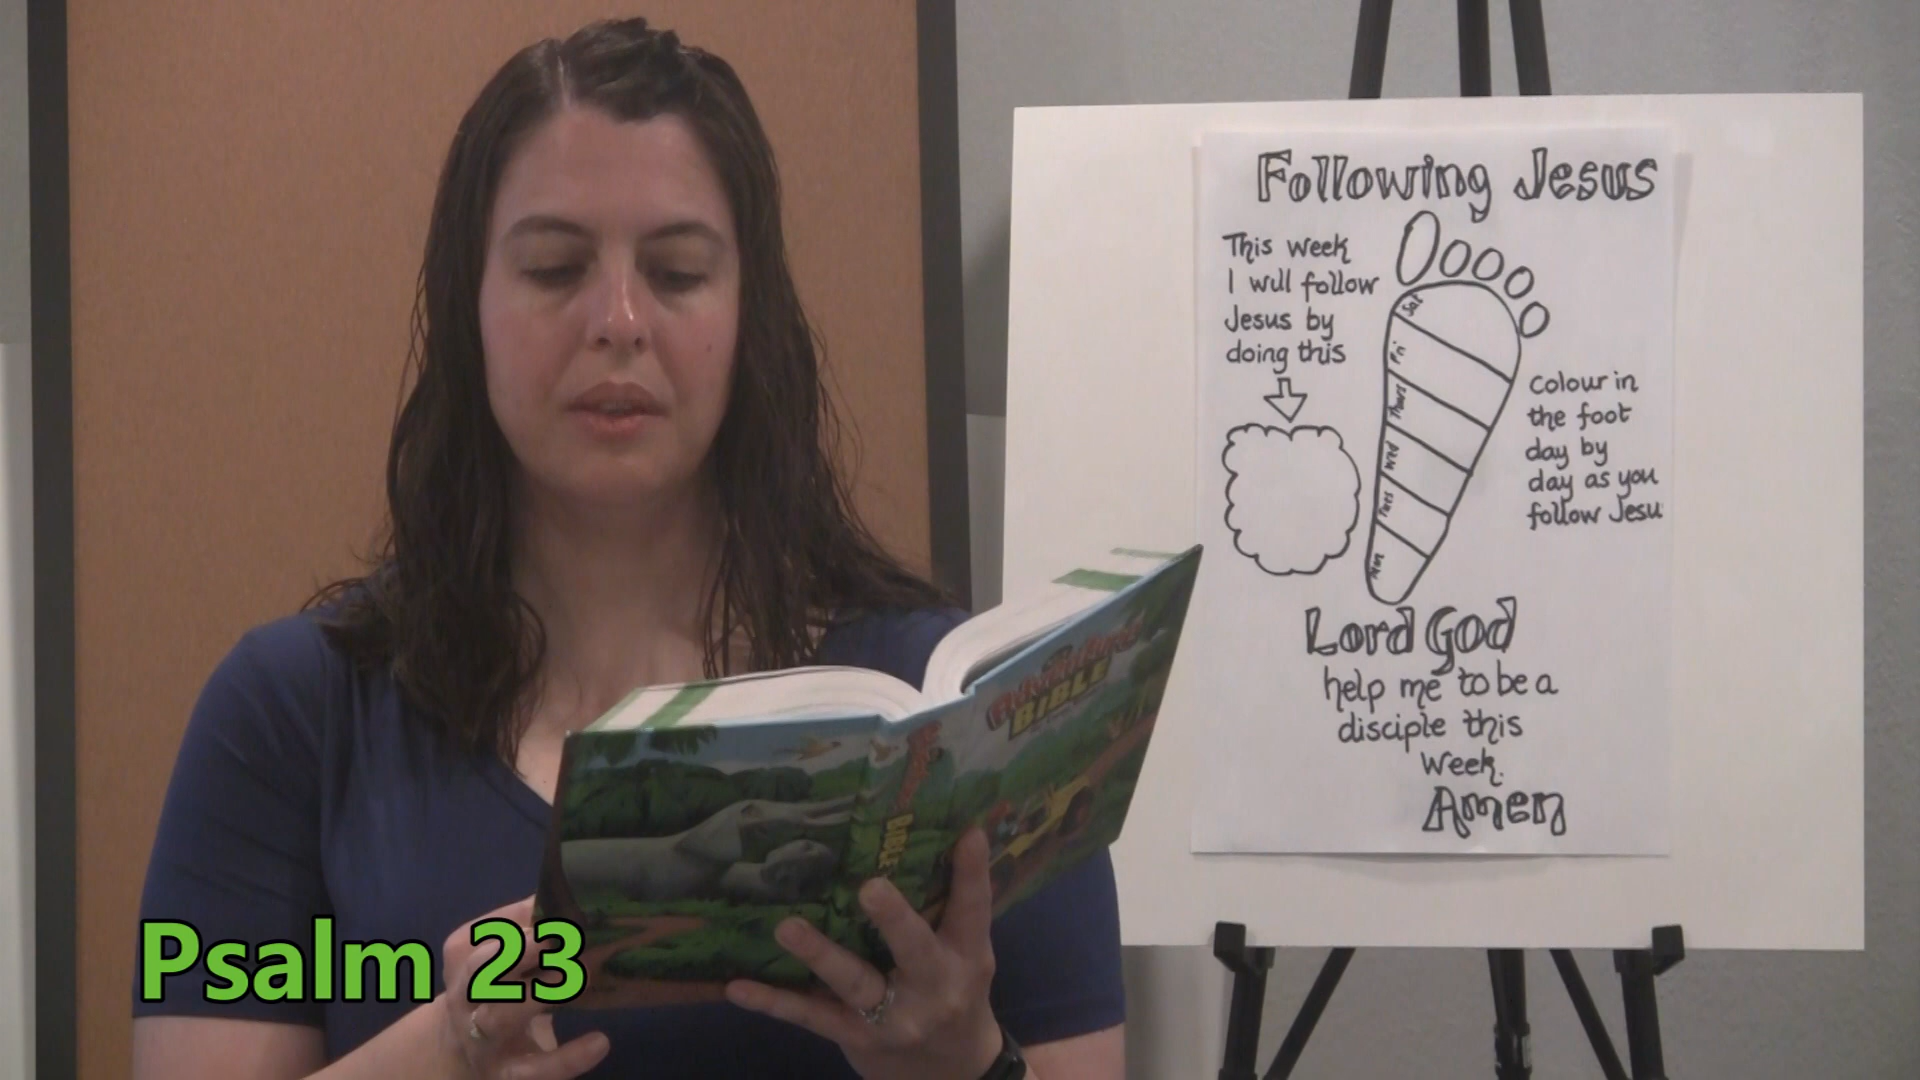 Following Jesus
This week
I will follow
Jesus by
doing this
Sat
Fri
Thurs
Wed
Tues
Mon
Colour in
the foot
day by
day as you
follow Jesu
Lord God
help me to be a
disciple this
week.
Amen
BIBLE
BIBLE
Psalm 23